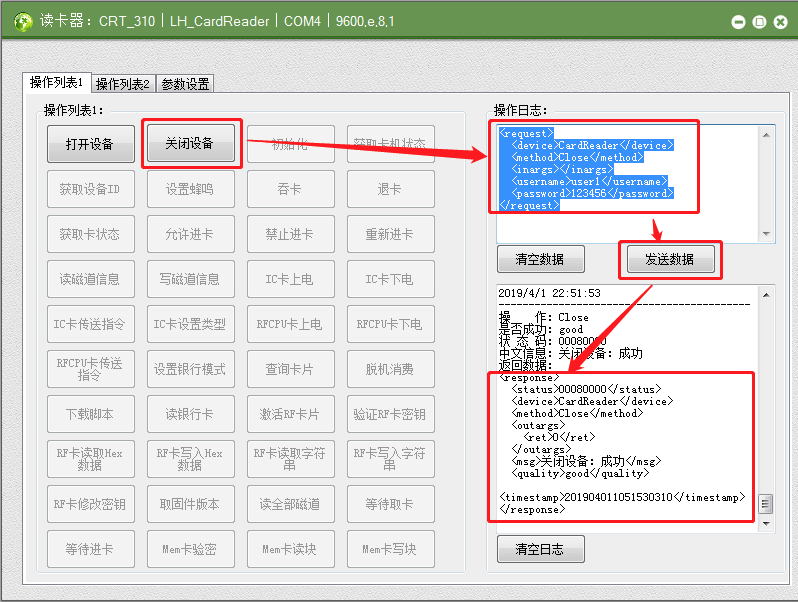 读卡器：CRT_310 | LH_CardReader | COM4 | 9600,e,8,1
操作列表1 操作列表2 参数设置
操作列表1：
打开设备 关闭设备 初始化 获取卡机状态
获取设备ID 设置蜂鸣 吞卡 退卡
获取卡状态 允许进卡 禁止进卡 重新进卡
读磁道信息 写磁道信息 IC卡上电 IC卡下电
IC卡传送指令 IC卡设置类型 RFCPU卡上电 RFCPU卡下电
RFCPU卡传送指令 设置银行模式 查询卡片 脱机消费
下载脚本 读银行卡 激活RF卡片 验证RF卡密钥
RF卡读取Hex数据 RF卡写入Hex数据 RF卡读取字符串 RF卡写入字符串
RF卡修改密钥 取固件版本 读全部磁道 等待取卡
等待进卡 Mem卡验密 Mem卡读块 Mem卡写块
操作日志：
<request>
<device>CardReader</device>
<method>Close</method>
<inargs></inargs>
<username>user1</username>
<password>123456</password>
</request>
清空数据 发送数据
2019/4/1 22:51:53
----------------------------------------
操　作：Close
是否成功：good
状 态 码：00080000
中文信息：关闭设备：成功
返回数据：
<response>
<status>00080000</status>
<device>CardReader</device>
<method>Close</method>
<outargs>
<ret>0</ret>
</outargs>
<msg>关闭设备：成功</msg>
<quality>good</quality>
<timestamp>201904011051530310</timestamp>
</response>
清空日志